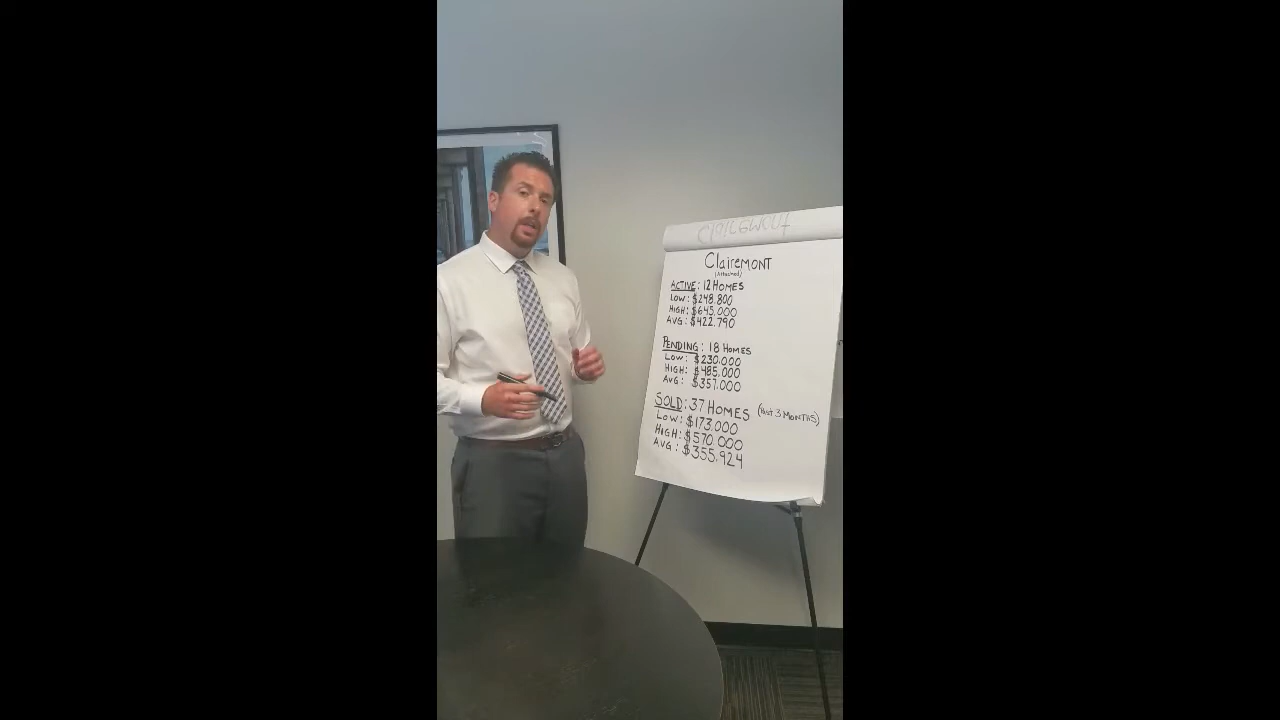 Clairemont
(Attached)
ACTIVE: 12 HOMES
LOW: $248.800
HIGH: $645.000
AVG: $422.790
PENDING: 18 HOMES
LOW: $230.000
HIGH: $485.000
AVG: $357.000
SOLD: 37 HOMES (Past 3 MONTHS)
LOW: $173.000
HIGH: $570.000
AVG: $355.924